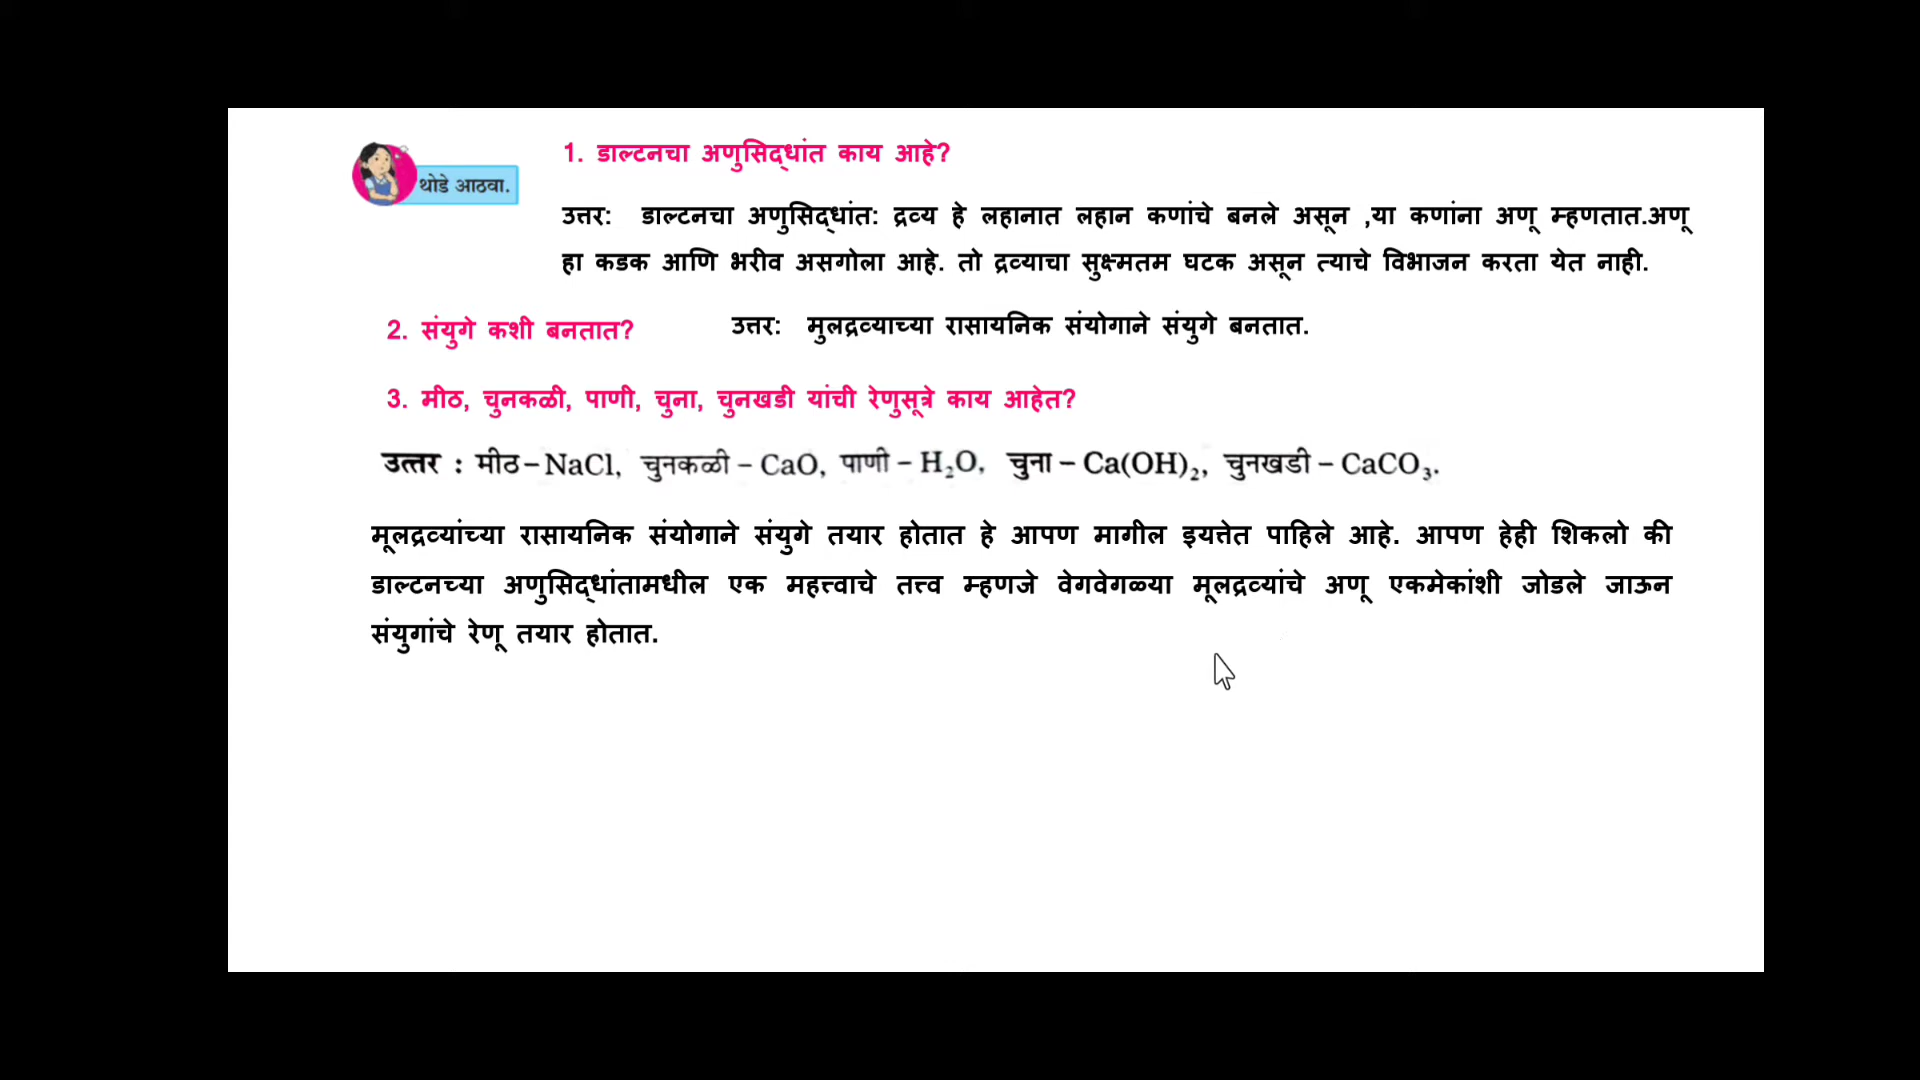 थोडे आठवा.
1. डाल्टनचा अणुसिद्धांत काय आहे?
उत्तर: डाल्टनचा अणुसिद्धांत: द्रव्य हे लहानात लहान कणांचे बनले असून ,या कणांना अणू म्हणतात.अणू
हा कडक आणि भरीव असगोला आहे. तो द्रव्याचा सुक्ष्मतम घटक असून त्याचे विभाजन करता येत नाही.
2. संयुगे कशी बनतात? उत्तर: मुलद्रव्याच्या रासायनिक संयोगाने संयुगे बनतात.
3. मीठ, चुनकळी, पाणी, चुना, चुनखडी यांची रेणुसूत्रे काय आहेत?
उत्तर : मीठ – NaCl, चुनकळी – CaO, पाणी – H₂O, चुना – Ca(OH)₂, चुनखडी – CaCO₃.
मूलद्रव्यांच्या रासायनिक संयोगाने संयुगे तयार होतात हे आपण मागील इयत्तेत पाहिले आहे. आपण हेही शिकलो की
डाल्टनच्या अणुसिद्धांतामधील एक महत्त्वाचे तत्त्व म्हणजे वेगवेगळ्या मूलद्रव्यांचे अणू एकमेकांशी जोडले जाऊन
संयुगांचे रेणू तयार होतात.